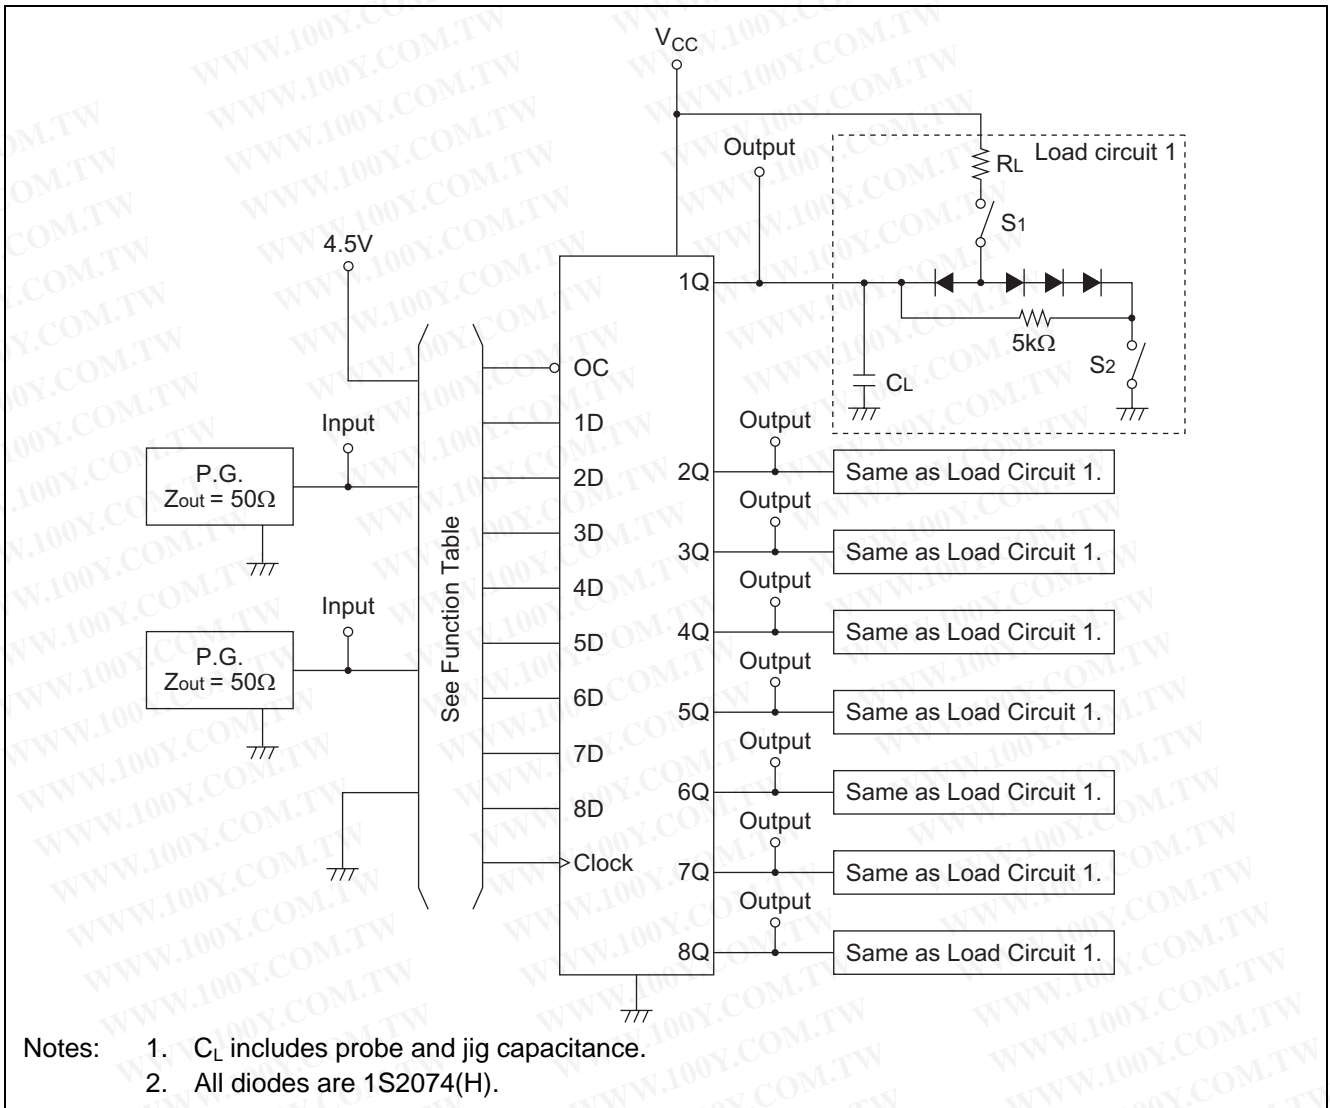 VCC
Output
Load circuit 1
RL
S1
4.5V
1Q
5kΩ
S2
CL
OC
Input
1D
Output
P.G.
Zout = 50Ω
2D
2Q
Same as Load Circuit 1.
Output
3D
3Q
Same as Load Circuit 1.
See Function Table
4D
Output
Input
4Q
Same as Load Circuit 1.
5D
Output
P.G.
Zout = 50Ω
6D
5Q
Same as Load Circuit 1.
Output
7D
6Q
Same as Load Circuit 1.
8D
Output
Clock
7Q
Same as Load Circuit 1.
Output
8Q
Same as Load Circuit 1.
Notes: 1. CL includes probe and jig capacitance.
2. All diodes are 1S2074(H).
WWW.100Y.COM.TW